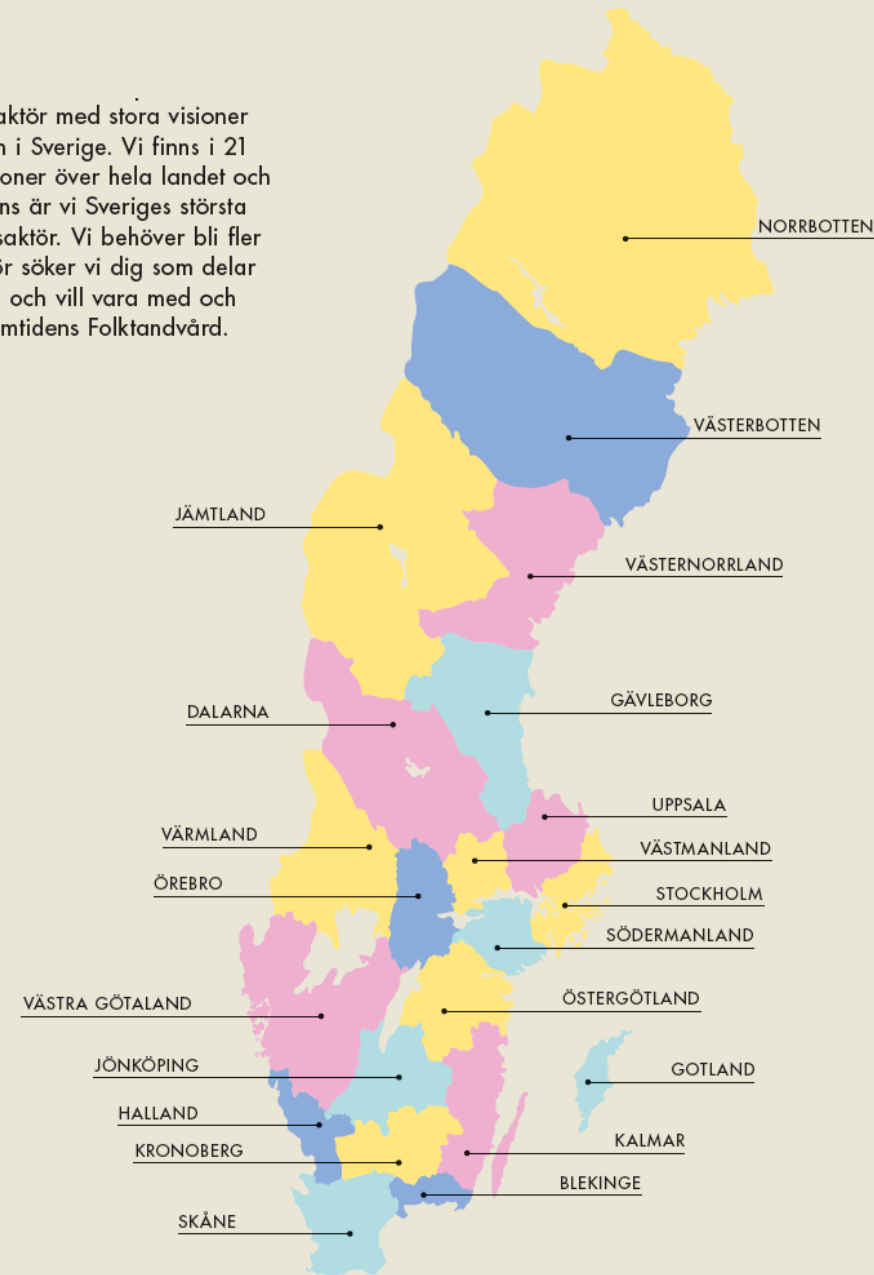 aktör med stora visioner
i Sverige. Vi finns i 21
oner över hela landet och
ns är vi Sveriges största
saktör. Vi behöver bli fler
ör söker vi dig som delar
och vill vara med och
mtidens Folktandvård.
NORRBOTTEN
VÄSTERBOTTEN
JÄMTLAND
VÄSTERNORRLAND
GÄVLEBORG
DALARNA
UPPSALA
VÄRMLAND
VÄSTMANLAND
ÖREBRO
STOCKHOLM
SÖDERMANLAND
VÄSTRA GÖTALAND
ÖSTERGÖTLAND
JÖNKÖPING
GOTLAND
HALLAND
KRONOBERG
KALMAR
BLEKINGE
SKÅNE